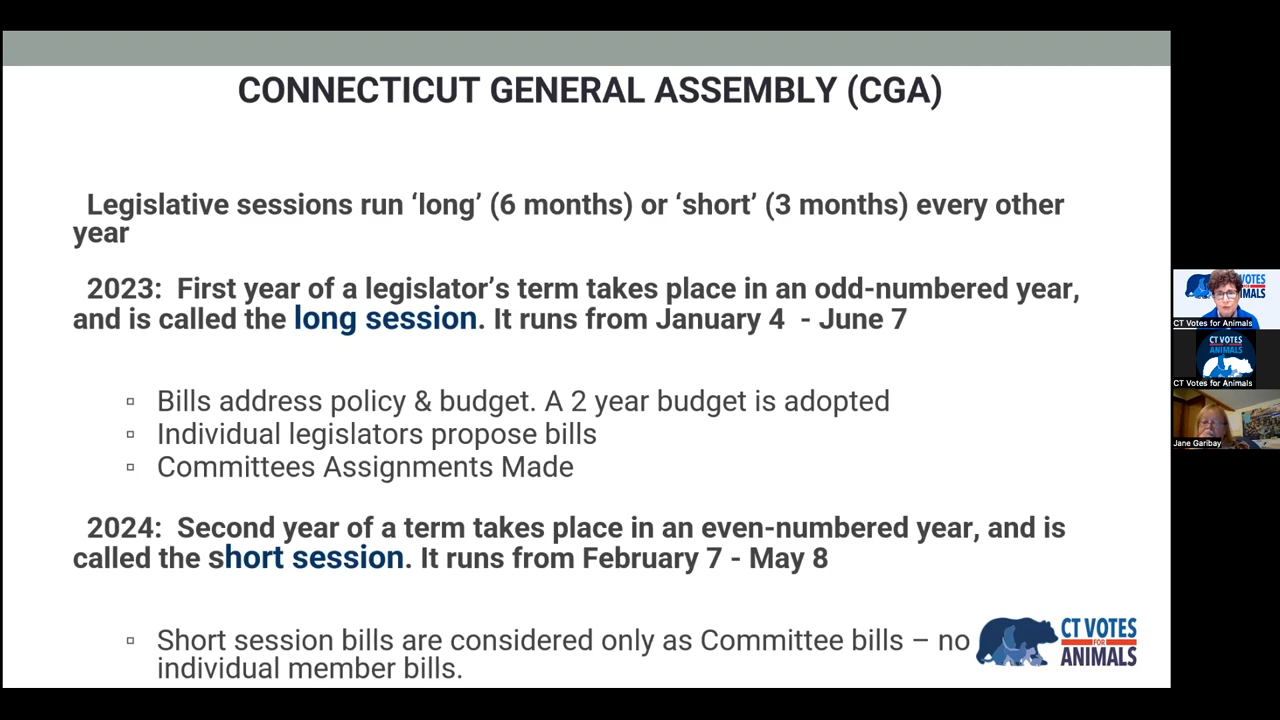 CONNECTICUT GENERAL ASSEMBLY (CGA)
Legislative sessions run ‘long’ (6 months) or ‘short’ (3 months) every other
year
2023: First year of a legislator’s term takes place in an odd-numbered year,
and is called the long session. It runs from January 4 - June 7
▫ Bills address policy & budget. A 2 year budget is adopted
▫ Individual legislators propose bills
▫ Committees Assignments Made
2024: Second year of a term takes place in an even-numbered year, and is
called the short session. It runs from February 7 - May 8
▫ Short session bills are considered only as Committee bills – no
individual member bills.
CT VOTES
FOR
ANIMALS
VOTES
ANIMALS
CT Votes for Animals
CT VOTES
ANIMALS
CT Votes for Animals
Jane Garibay